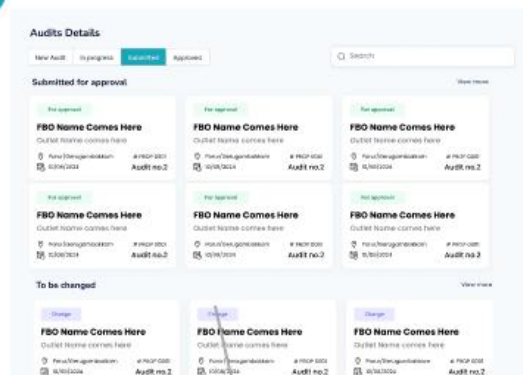 Audits Details
New Audit In progress Submitted Approved Search
Submitted for approval View more
For approval For approval For approval
FBO Name Comes Here FBO Name Comes Here FBO Name Comes Here
Outlet Name comes here Outlet Name comes here Outlet Name comes here
Audit no.2 Audit no.2 Audit no.2
For approval For approval For approval
FBO Name Comes Here FBO Name Comes Here FBO Name Comes Here
Outlet Name comes here Outlet Name comes here Outlet Name comes here
Audit no.2 Audit no.2 Audit no.2
To be changed View more
Change Change Change
FBO Name Comes Here FBO Name Comes Here FBO Name Comes Here
Outlet Name comes here Outlet Name comes here Outlet Name comes here
Audit no.2 Audit no.2 Audit no.2